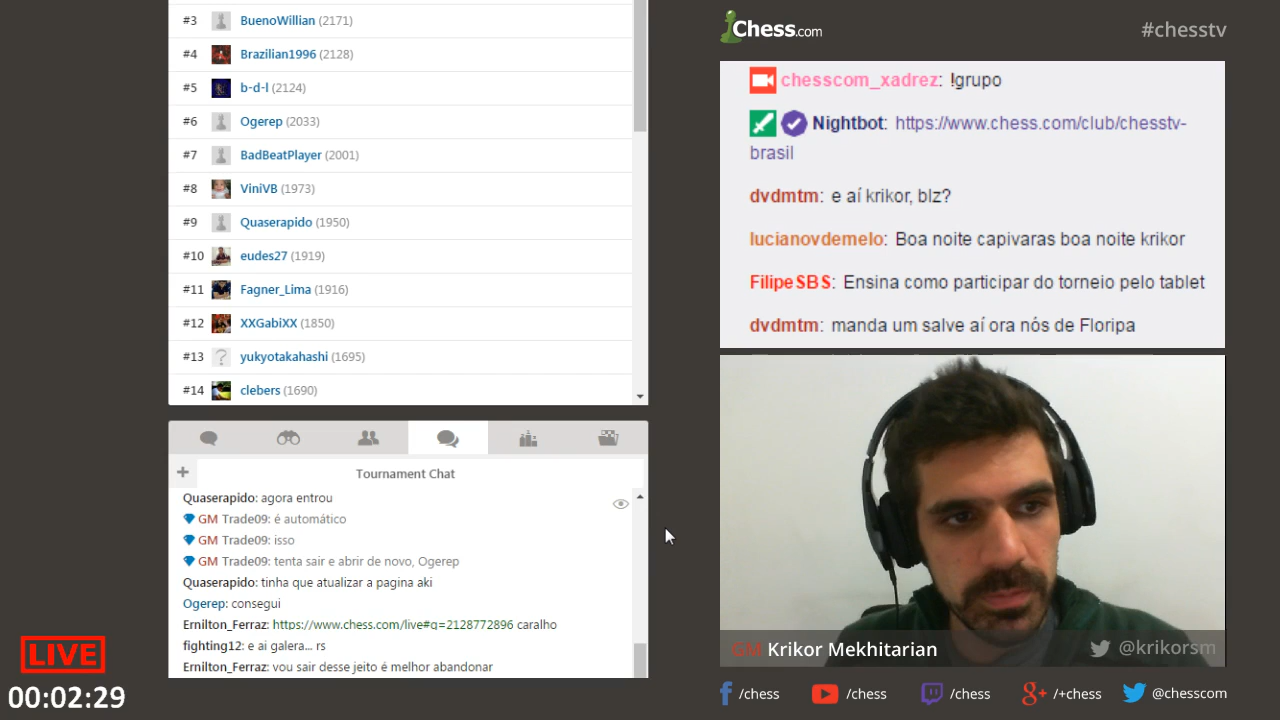 #3 BuenoWillian (2171)
#4 Brazilian1996 (2128)
#5 b-d-l (2124)
#6 Ogerep (2033)
#7 BadBeatPlayer (2001)
#8 ViniVB (1973)
#9 Quaserapido (1950)
#10 eudes27 (1919)
#11 Fagner_Lima (1916)
#12 XXGabiXX (1850)
#13 yukyotakahashi (1695)
#14 clebers (1690)
Tournament Chat
Quaserapido: agora entrou
GM Trade09: é automático
GM Trade09: isso
GM Trade09: tenta sair e abrir de novo, Ogerep
Quaserapido: tinha que atualizar a pagina aki
Ogerep: consegui
Ernilton_Ferraz: https://www.chess.com/live#g=2128772896 caralho
fighting12: e ai galera... rs
Ernilton_Ferraz: vou sair desse jeito é melhor abandonar
LIVE
00:02:29
Chess.com
#chesstv
chesscom_xadrez: !grupo
Nightbot: https://www.chess.com/club/chesstv-
brasil
dvdmtm: e aí krikor, blz?
lucianovdemelo: Boa noite capivaras boa noite krikor
FilipeSBS: Ensina como participar do torneio pelo tablet
dvdmtm: manda um salve aí ora nós de Floripa
GM Krikor Mekhitarian
@krikorsm
/chess
/chess
/chess
/+chess
@chesscom